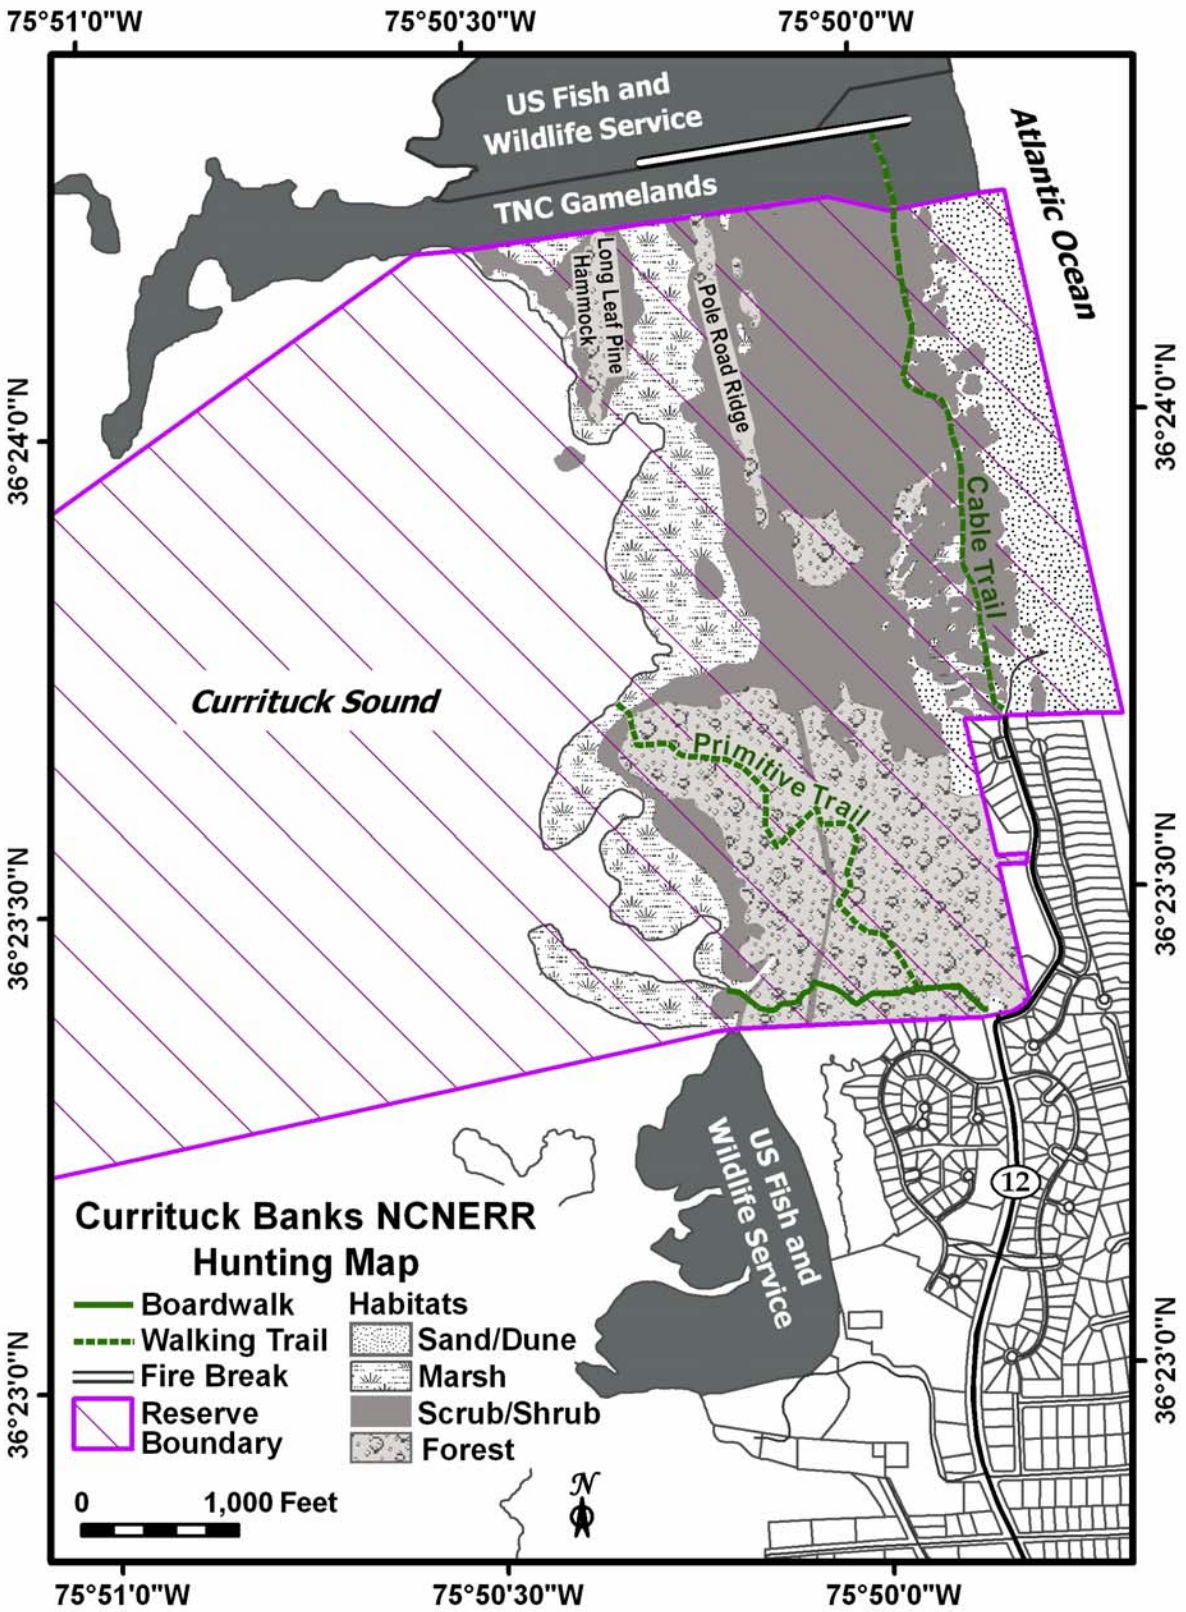 75°51'0"W
75°50'30"W
75°50'0"W
US Fish and
Wildlife Service
TNC Gamelands
Atlantic Ocean
Long Leaf Pine
Hammock
Pole Road Ridge
36°24'0"N
36°24'0"N
Cable Trail
Currituck Sound
Primitive Trail
36°23'30"N
36°23'30"N
US Fish and
Wildlife Service
12
Currituck Banks NCNERR
Hunting Map
Boardwalk
Walking Trail
Fire Break
Reserve
Boundary
Habitats
Sand/Dune
Marsh
Scrub/Shrub
Forest
36°23'0"N
36°23'0"N
0 1,000 Feet
N
75°51'0"W
75°50'30"W
75°50'0"W